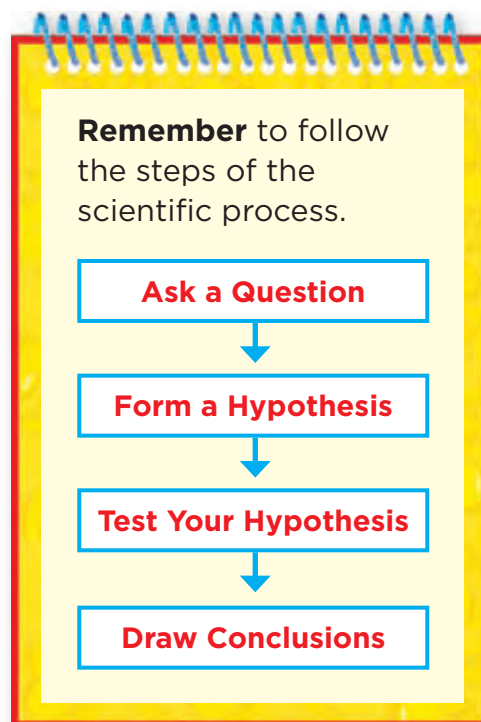 Remember to follow
the steps of the
scientific process.
Ask a Question
Form a Hypothesis
Test Your Hypothesis
Draw Conclusions